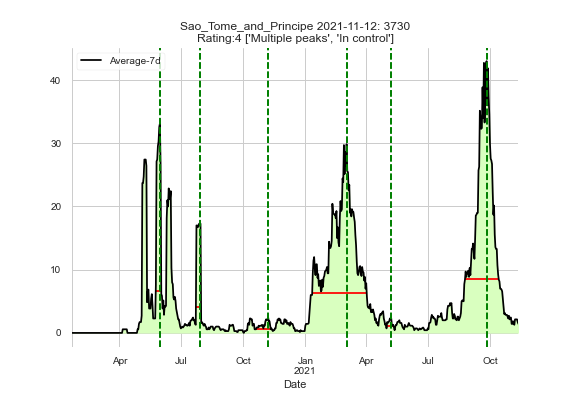 Sao_Tome_and_Principe 2021-11-12: 3730
Rating:4 ['Multiple peaks', 'In control']
Average-7d
40
30
20
10
0
Apr Jul Oct Jan Apr Jul Oct
2021
Date